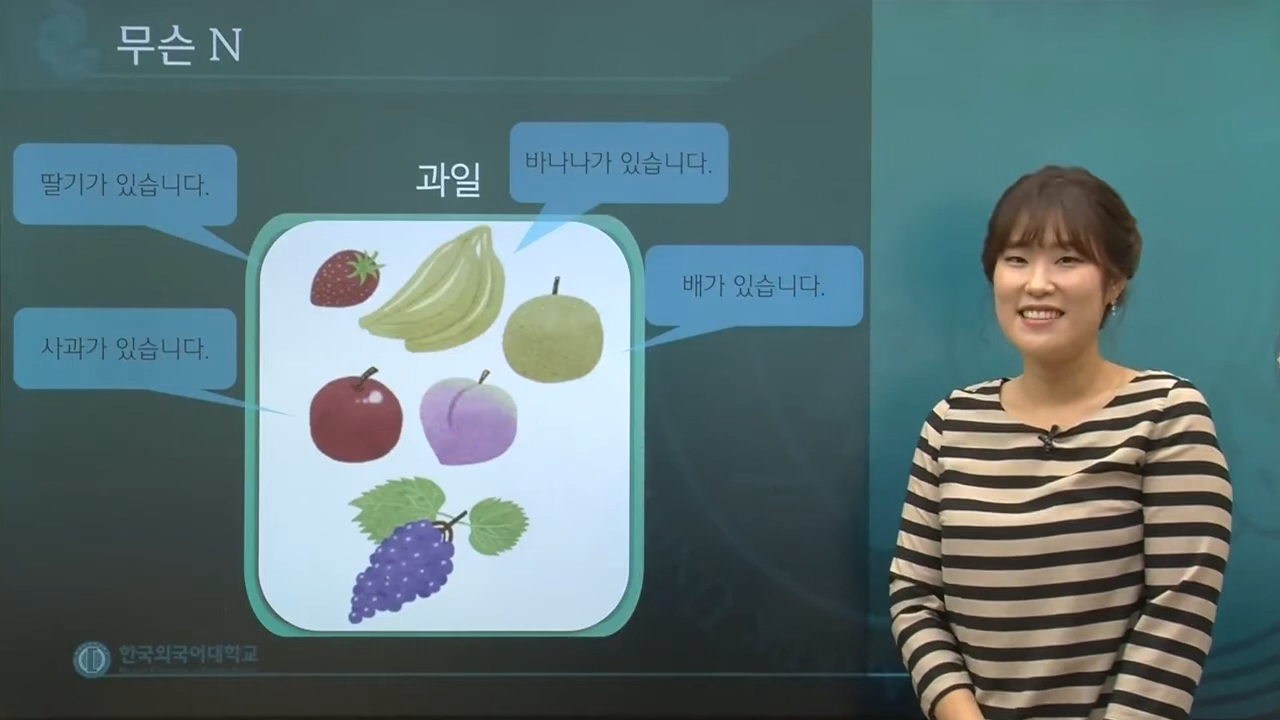 무슨 N
과일
바나나가 있습니다.
딸기가 있습니다.
배가 있습니다.
사과가 있습니다.
한국외국어대학교